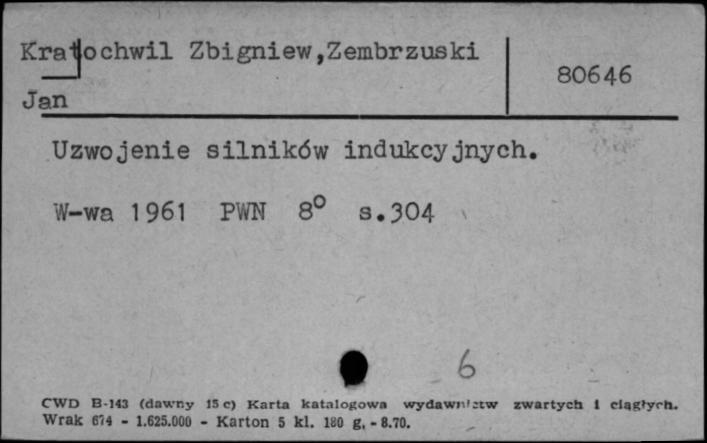 Kratochwil Zbigniew,Zembrzuski
80646
Jan
Uzwojenie silników indukcyjnych.
W-wa 1961 PWN 8° s.304
6
CWD B-143 (dawny 15 c) Karta katalogowa wydawnictw zwartych i ciągłych.
Wrak 674 - 1.625.000 - Karton 5 kl. 180 g. - 8.70.